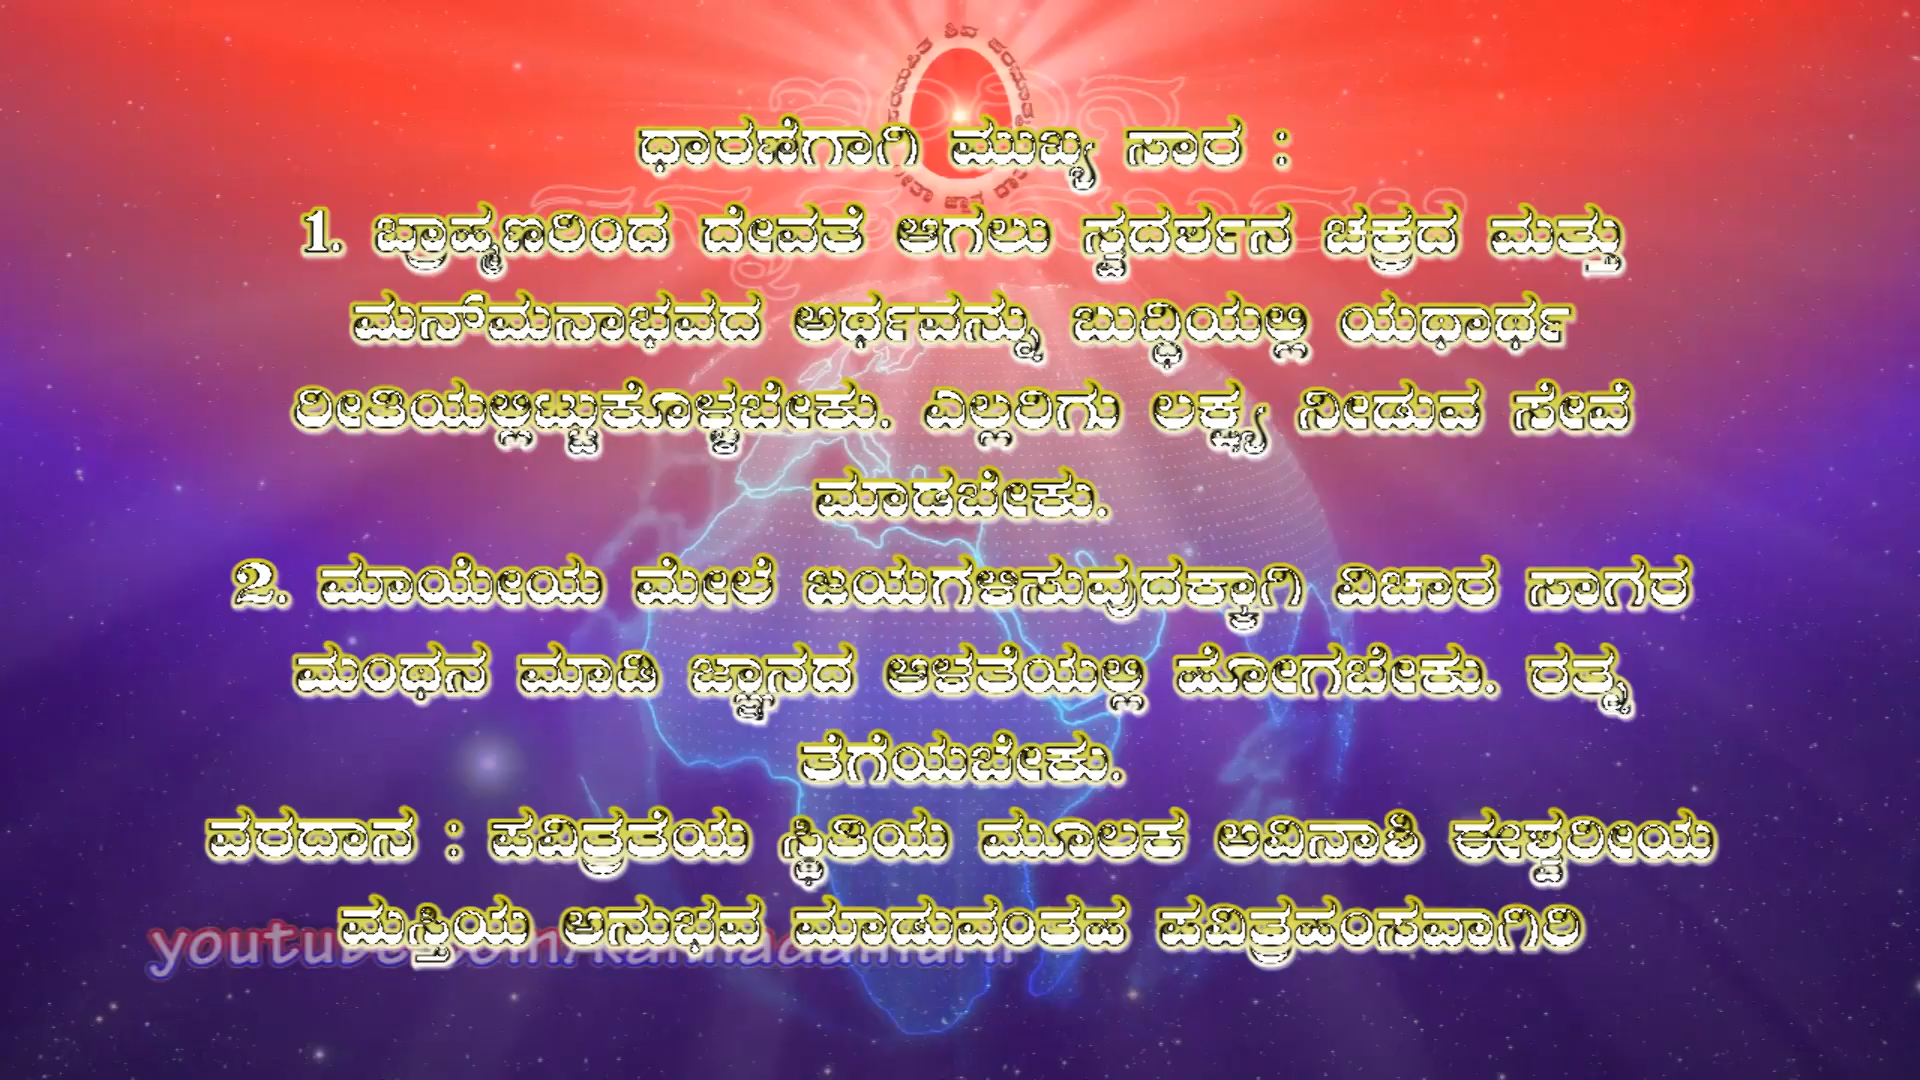 ಧಾರಣೆಗಾಗಿ ಮುಖ್ಯ ಸಾರ :
1. ಬ್ರಾಹ್ಮಣರಿಂದ ದೇವತೆ ಆಗಲು ಸ್ವದರ್ಶನ ಚಕ್ರದ ಮತ್ತು
ಮನ್‌ಮನಾಭವದ ಅರ್ಥವನ್ನು ಬುದ್ಧಿಯಲ್ಲಿ ಯಥಾರ್ಥ
ರೀತಿಯಲ್ಲಿಟ್ಟುಕೊಳ್ಳಬೇಕು. ಎಲ್ಲರಿಗು ಲಕ್ಷ್ಯ ನೀಡುವ ಸೇವೆ
ಮಾಡಬೇಕು.
2. ಮಾಯೇಯ ಮೇಲೆ ಜಯಗಳಿಸುವುದಕ್ಕಾಗಿ ವಿಚಾರ ಸಾಗರ
ಮಂಥನ ಮಾಡಿ ಜ್ಞಾನದ ಆಳತೆಯಲ್ಲಿ ಹೋಗಬೇಕು. ರತ್ನ
ತೆಗೆಯಬೇಕು.
ವರದಾನ : ಪವಿತ್ರತೆಯ ಸ್ಥಿತಿಯ ಮೂಲಕ ಅವಿನಾಶಿ ಈಶ್ವರೀಯ
ಮಸ್ತಿಯ ಅನುಭವ ಮಾಡುವಂತಹ ಪವಿತ್ರಹಂಸವಾಗಿರಿ